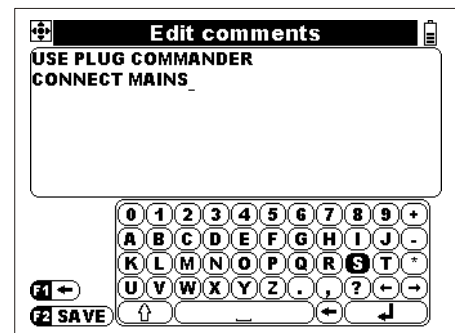 Edit comments
USE PLUG COMMANDER
CONNECT MAINS_
0 1 2 3 4 5 6 7 8 9 +
A B C D E F G H I J -
K L M N O P Q R S T *
U V W X Y Z . , ? ← →
F1 ←
F2 SAVE